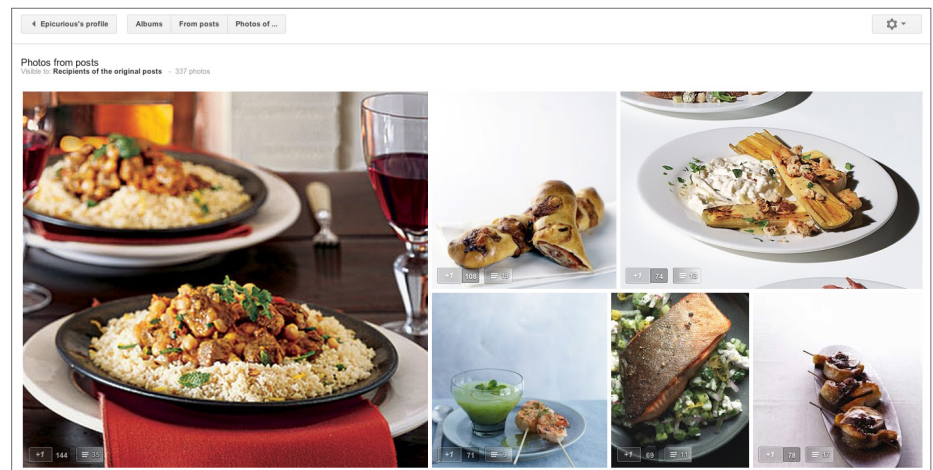 Epicurious's profile
Albums
From posts
Photos of ...
Photos from posts
Visible to: Recipients of the original posts – 337 photos
+1 108
+1 74
+1 144 35
+1 71
+1 69 11
+1 78 17